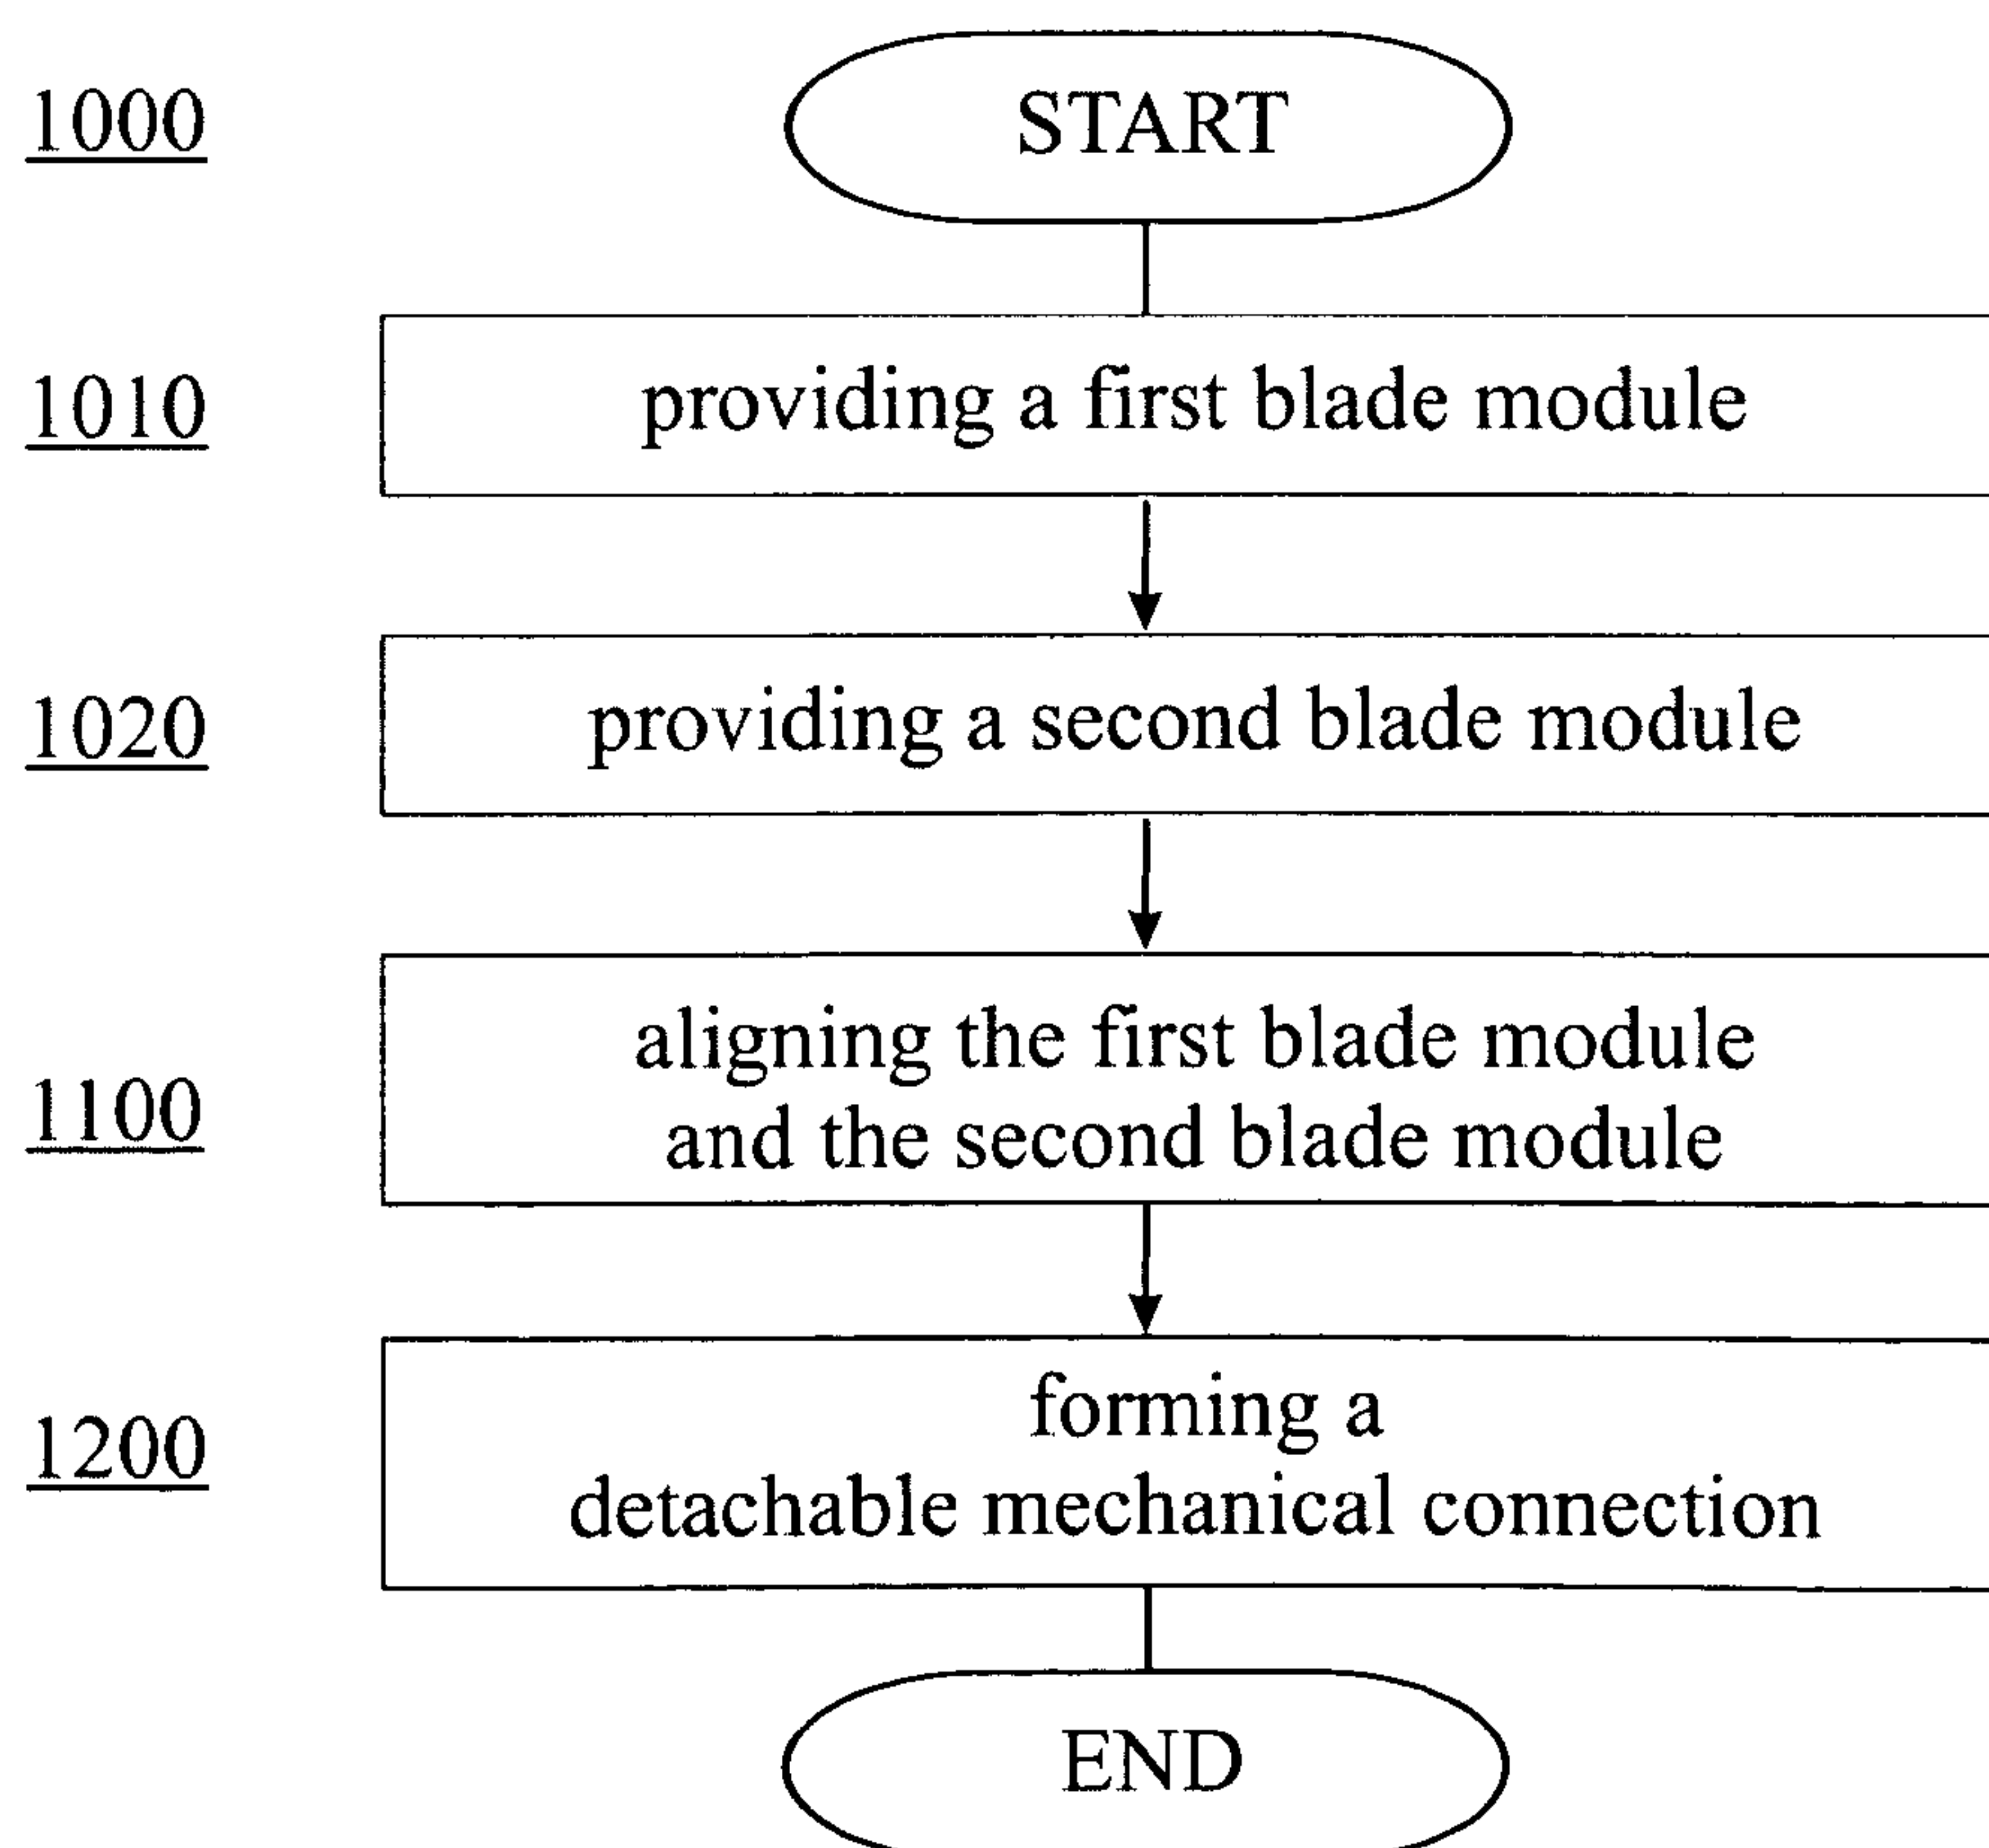 1000
START
1010
providing a first blade module
1020
providing a second blade module
1100
aligning the first blade module
and the second blade module
1200
forming a
detachable mechanical connection
END